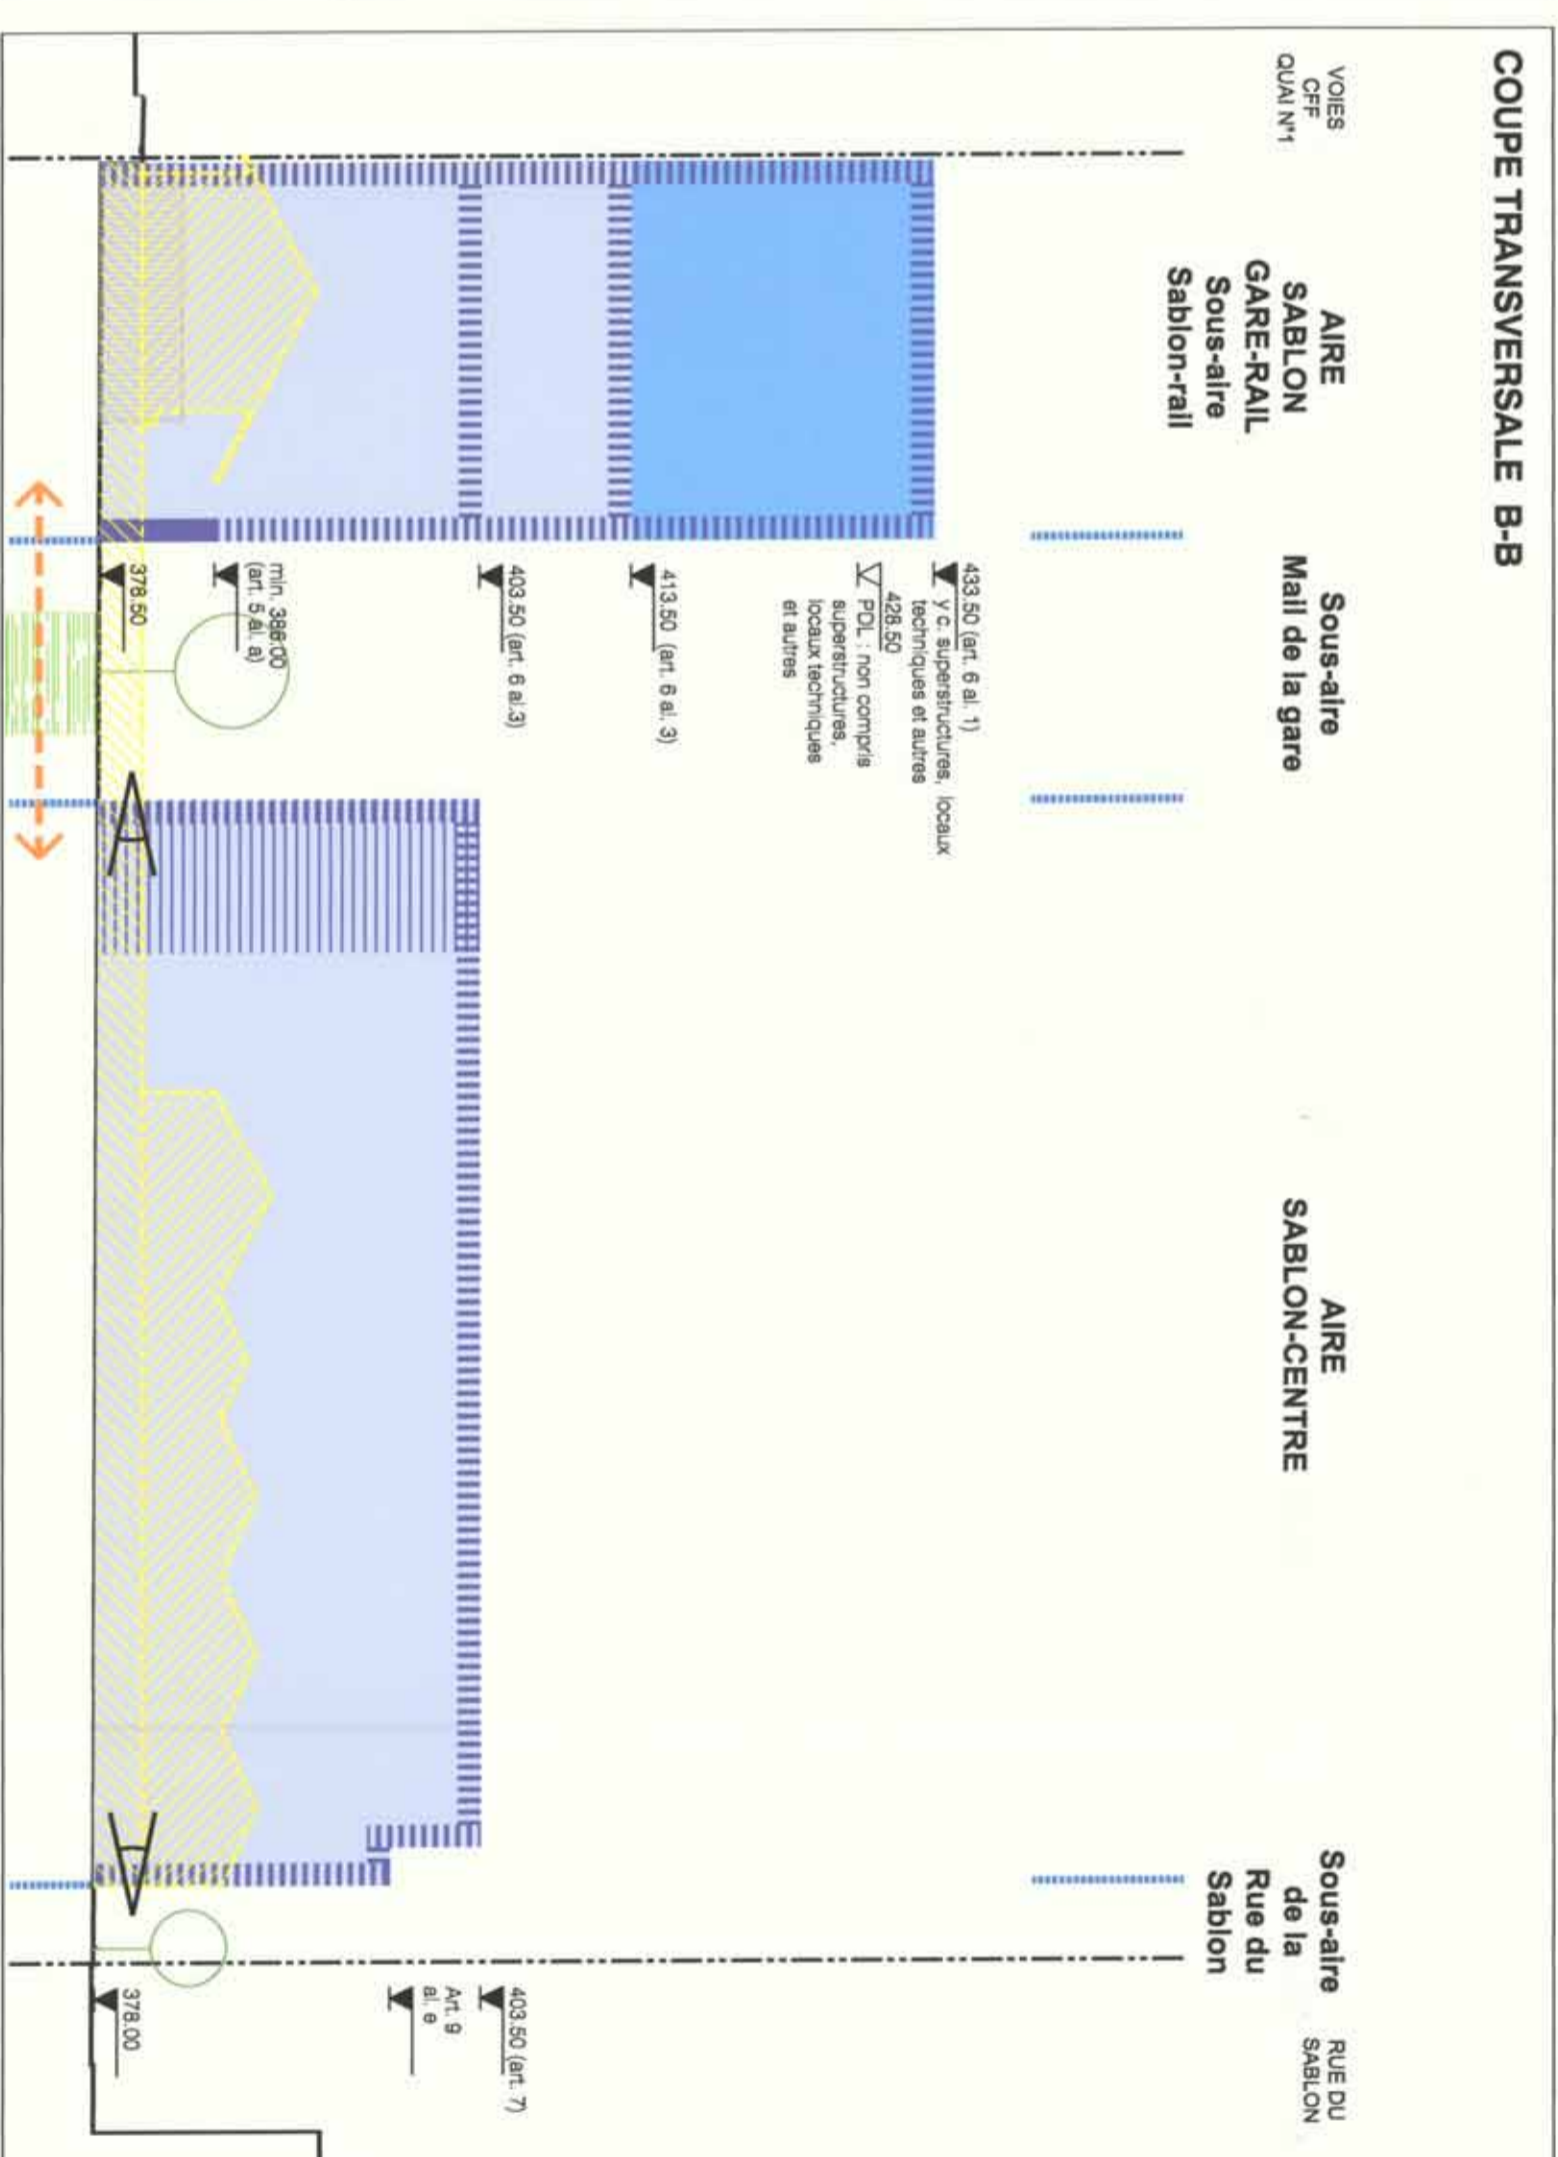 COUPE TRANSVERSALE B-B
VOIES
CFF
QUAI N°1
AIRE
SABLON
GARE-RAIL
Sous-aire
Sablon-rail
Sous-aire
Mail de la gare
AIRE
SABLON-CENTRE
Sous-aire
de la
Rue du
Sablon
RUE DU
SABLON
433.50 (art. 6 al. 1)
y c. superstructures, locaux
techniques et autres
428.50
PDL : non compris
superstructures,
locaux techniques
et autres
413.50 (art. 6 al. 3)
403.50 (art. 6 al.3)
min. 386.00
(art. 5 al. a)
378.50
403.50 (art. 7)
Art. 9
al. e
378.00